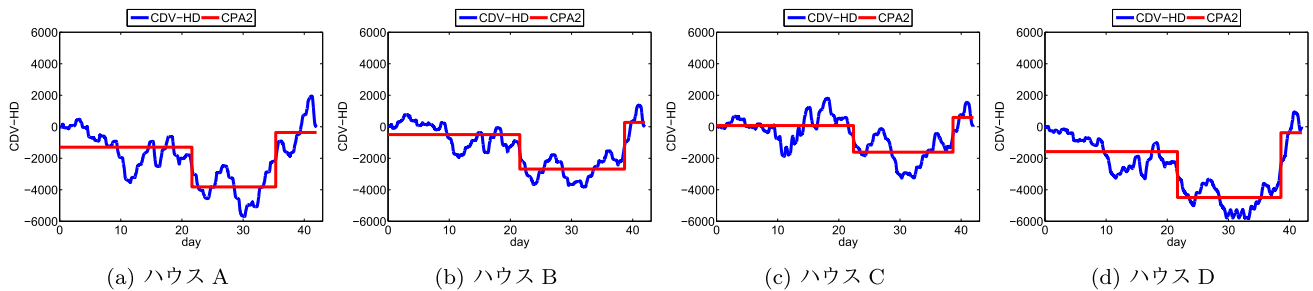 CDV−HD CPA2
6000
4000
2000
0
−2000
−4000
−6000
CDV−HD
0 10 20 30 40
day
(a) ハウス A
CDV−HD CPA2
6000
4000
2000
0
−2000
−4000
−6000
CDV−HD
0 10 20 30 40
day
(b) ハウス B
CDV−HD CPA2
6000
4000
2000
0
−2000
−4000
−6000
CDV−HD
0 10 20 30 40
day
(c) ハウス C
CDV−HD CPA2
6000
4000
2000
0
−2000
−4000
−6000
CDV−HD
0 10 20 30 40
day
(d) ハウス D